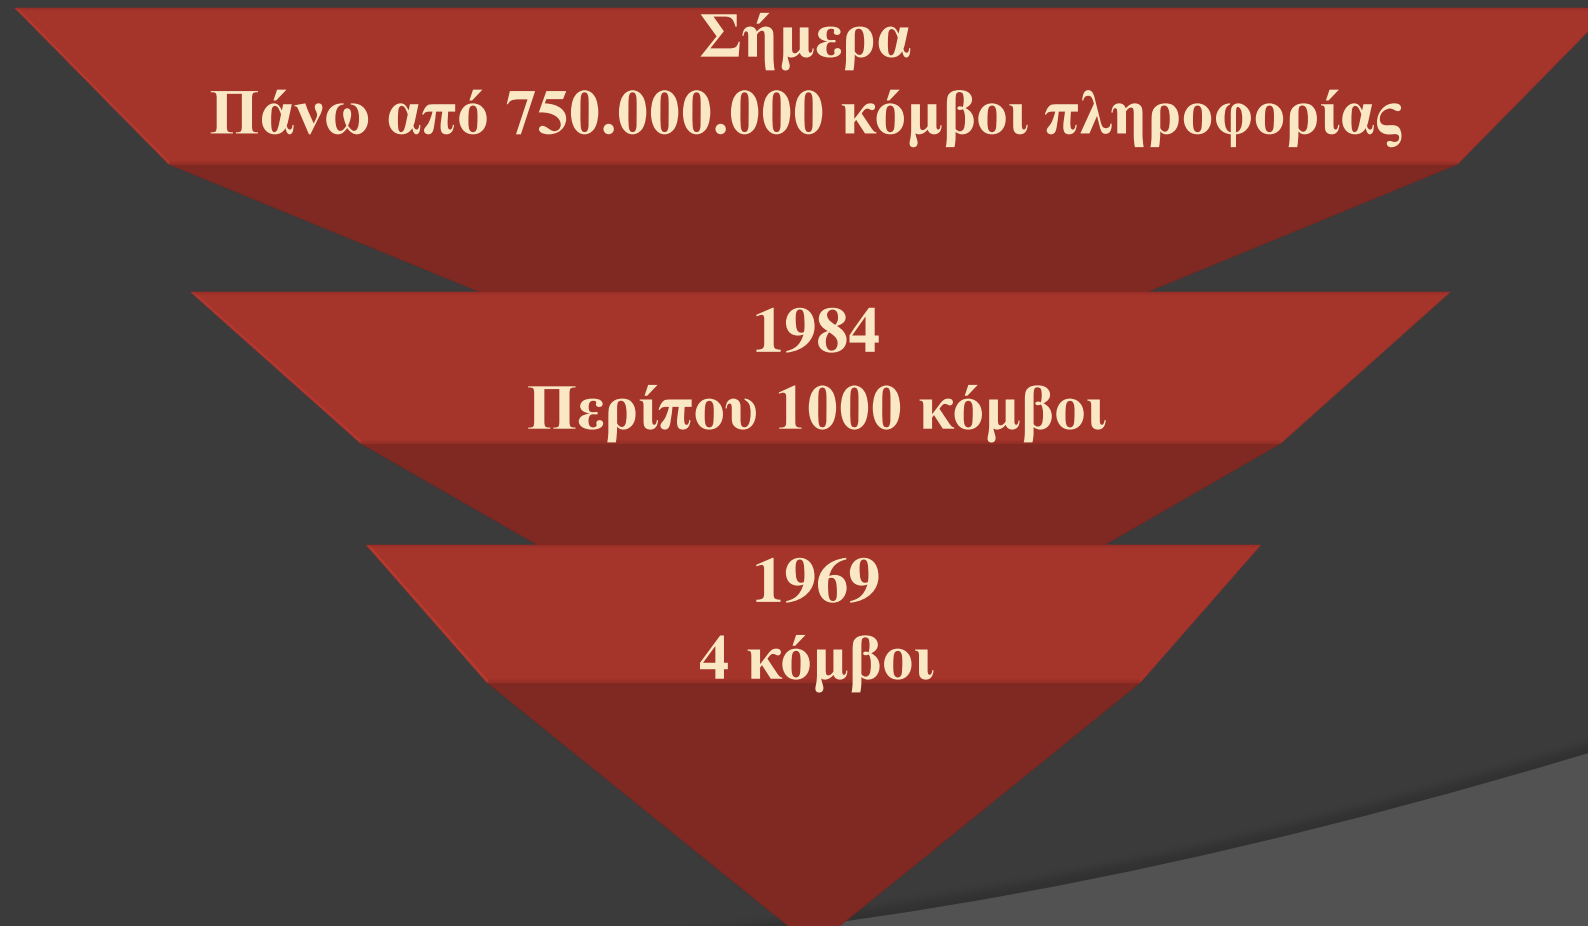 Σήμερα
Πάνω από 750.000.000 κόμβοι πληροφορίας
1984
Περίπου 1000 κόμβοι
1969
4 κόμβοι